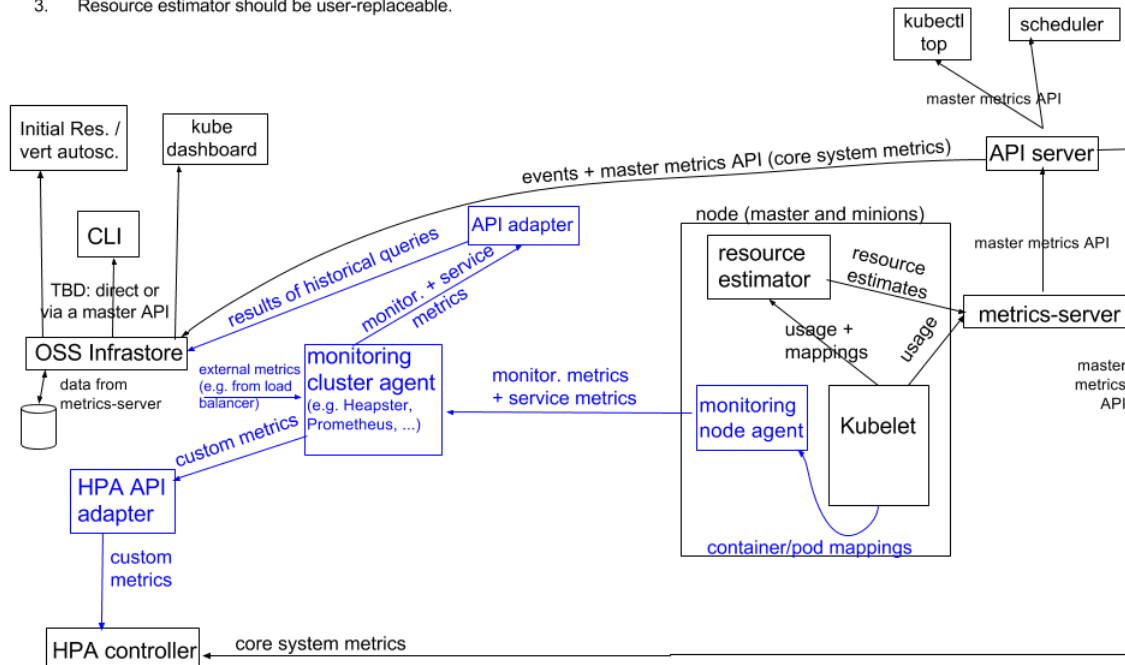 3. Resource estimator should be user-replaceable.
kubectl
top
scheduler
master metrics API
Initial Res. /
vert autosc.
kube
dashboard
API server
events + master metrics API (core system metrics)
CLI
API adapter
node (master and minions)
resource
estimator
resource
estimates
master metrics API
TBD: direct or
via a master API
results of historical queries
monitor. + service
metrics
metrics-server
usage +
mappings
usage
OSS Infrastore
data from
metrics-server
external metrics
(e.g. from load
balancer)
monitoring
cluster agent
(e.g. Heapster,
Prometheus, ...)
monitor. metrics
+ service metrics
monitoring
node agent
Kubelet
master
metrics
API
custom metrics
HPA API
adapter
container/pod mappings
custom
metrics
HPA controller
core system metrics